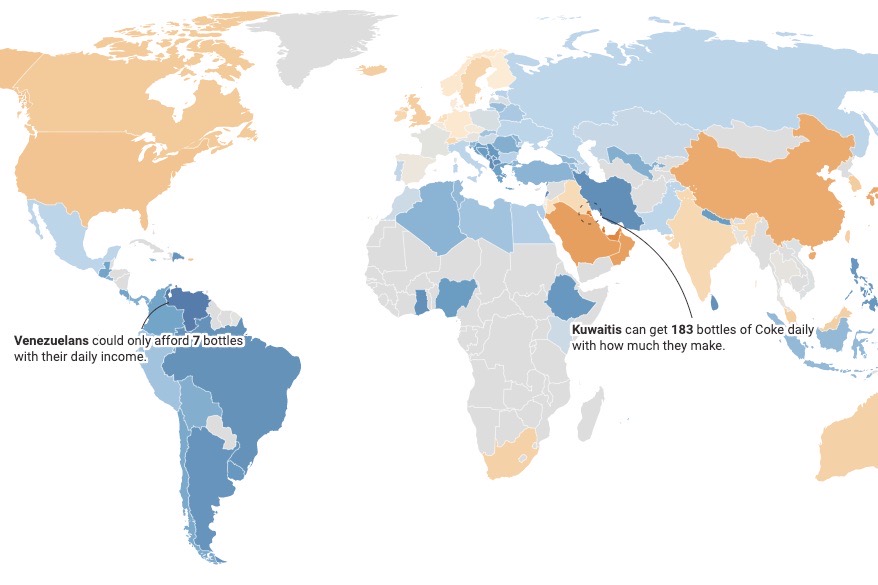 Venezuelans could only afford 7 bottles
with their daily income.
Kuwaitis can get 183 bottles of Coke daily
with how much they make.